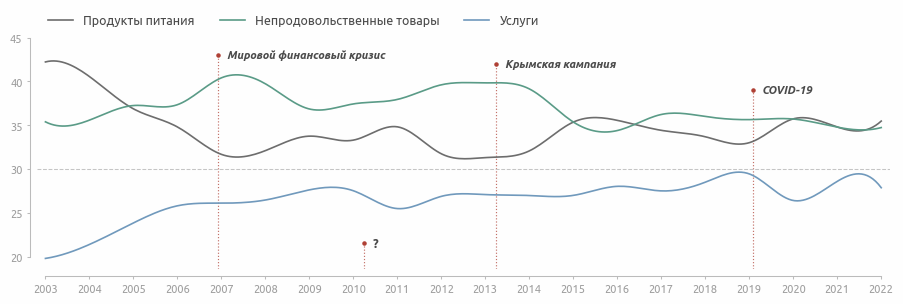 Продукты питания Непродовольственные товары Услуги
45
Мировой финансовый кризис
Крымская кампания
40
COVID-19
35
30
25
?
20
2003 2004 2005 2006 2007 2008 2009 2010 2011 2012 2013 2014 2015 2016 2017 2018 2019 2020 2021 2022